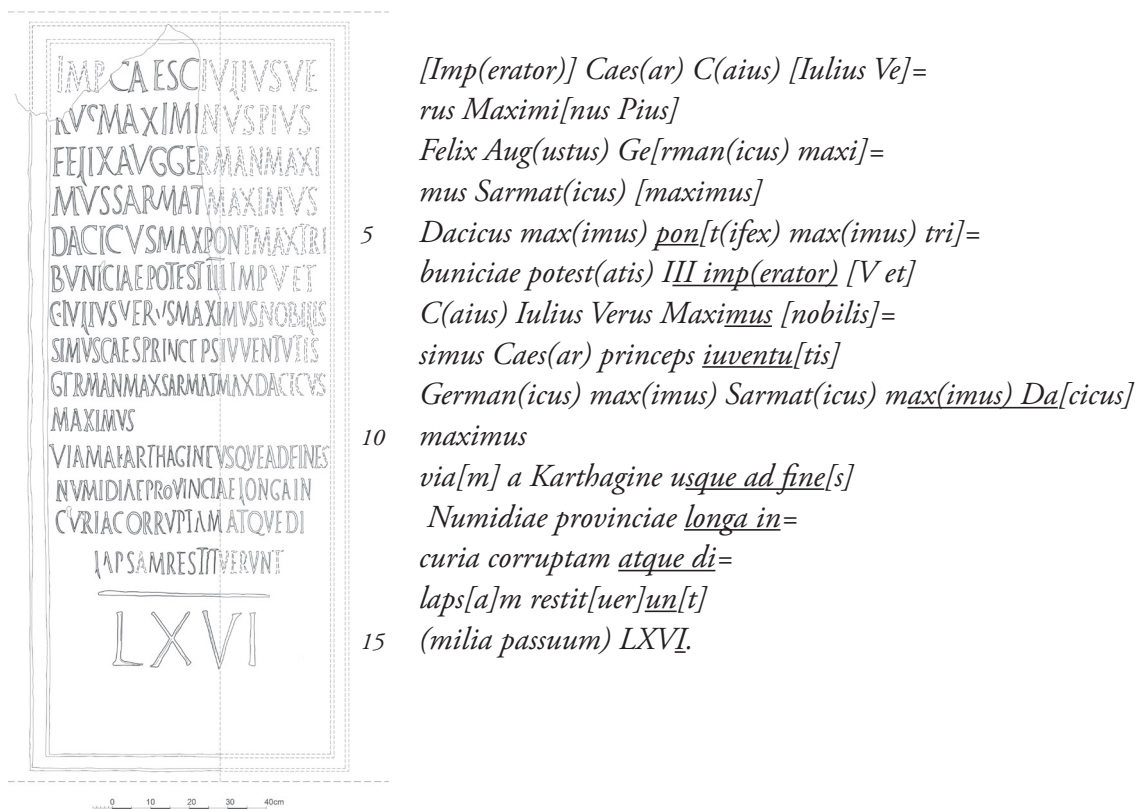 IMP CAESCIVLIVSVE
RVSMAXIMINVSPIVS
FELIXAVGGERMANMAXI
MVSSARMATMAXIMVS
DACICVSMAXPONTMAXTRI
BVNICIAEPOTESTIIIIMPVET
CIVLIVSVERVSMAXIMVSNOBILIS
SIMVSCAESPRINCEPSIVVENTVTIS
GERMANMAXSARMATMAXDACICVS
MAXIMVS
VIAMAKARTHAGINEVSQVEADFINES
NVMIDIAEPROVINCIAELONGAIN
CVRIACORRVPTAMATQVEDI
LAPSAMRESTITVERVNT
LXVI
0 10 20 30 40cm
[Imp(erator)] Caes(ar) C(aius) [Iulius Ve]=
rus Maximi[nus Pius]
Felix Aug(ustus) Ge[rman(icus) maxi]=
mus Sarmat(icus) [maximus]
5 Dacicus max(imus) pon[t(ifex) max(imus) tri]=
buniciae potest(atis) III imp(erator) [V et]
C(aius) Iulius Verus Maximus [nobilis]=
simus Caes(ar) princeps iuventu[tis]
German(icus) max(imus) Sarmat(icus) max(imus) Da[cicus]
10 maximus
via[m] a Karthagine usque ad fine[s]
Numidiae provinciae longa in=
curia corruptam atque di=
laps[a]m restit[uer]un[t]
15 (milia passuum) LXVI.